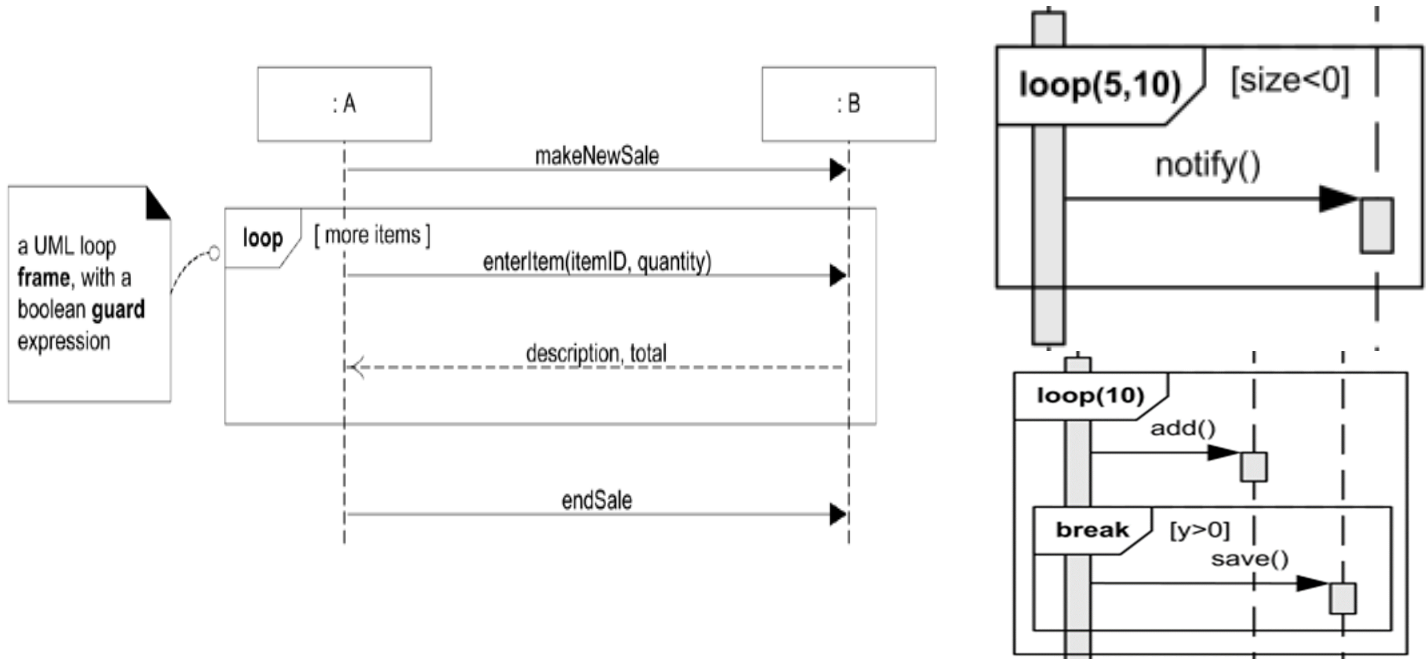 : A
: B
makeNewSale
a UML loop
frame, with a
boolean guard
expression
loop
[ more items ]
enterItem(itemID, quantity)
description, total
endSale
loop(5,10)
[size<0]
notify()
loop(10)
add()
break
[y>0]
save()